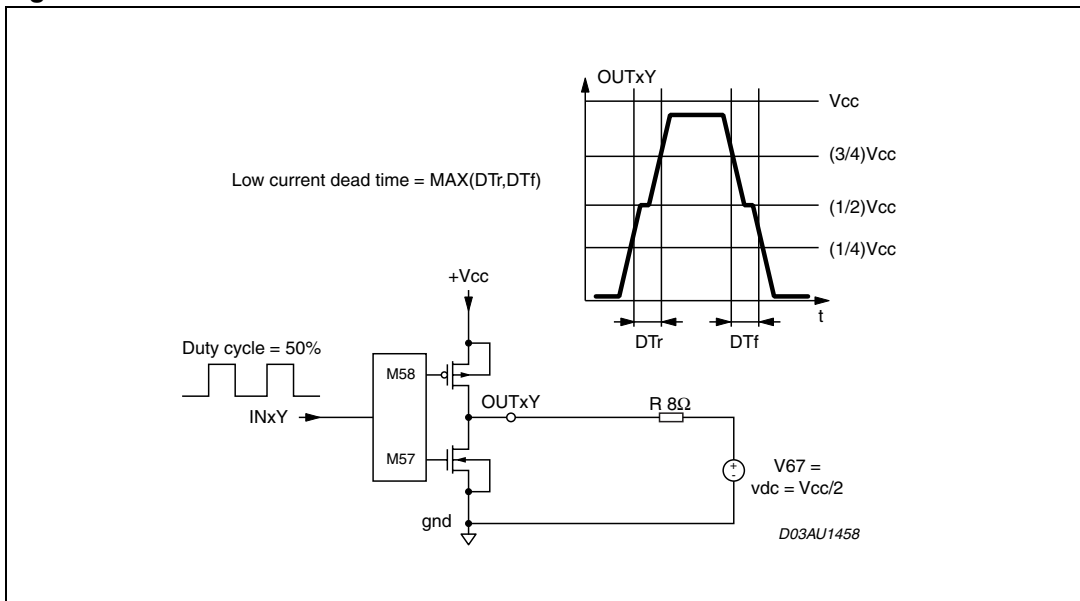 OUTxY
Vcc
(3/4)Vcc
Low current dead time = MAX(DTr,DTf)
(1/2)Vcc
(1/4)Vcc
+Vcc
t
DTr
DTf
Duty cycle = 50%
M58
OUTxY
R 8Ω
INxY
M57
+
-
V67 =
vdc = Vcc/2
gnd
D03AU1458